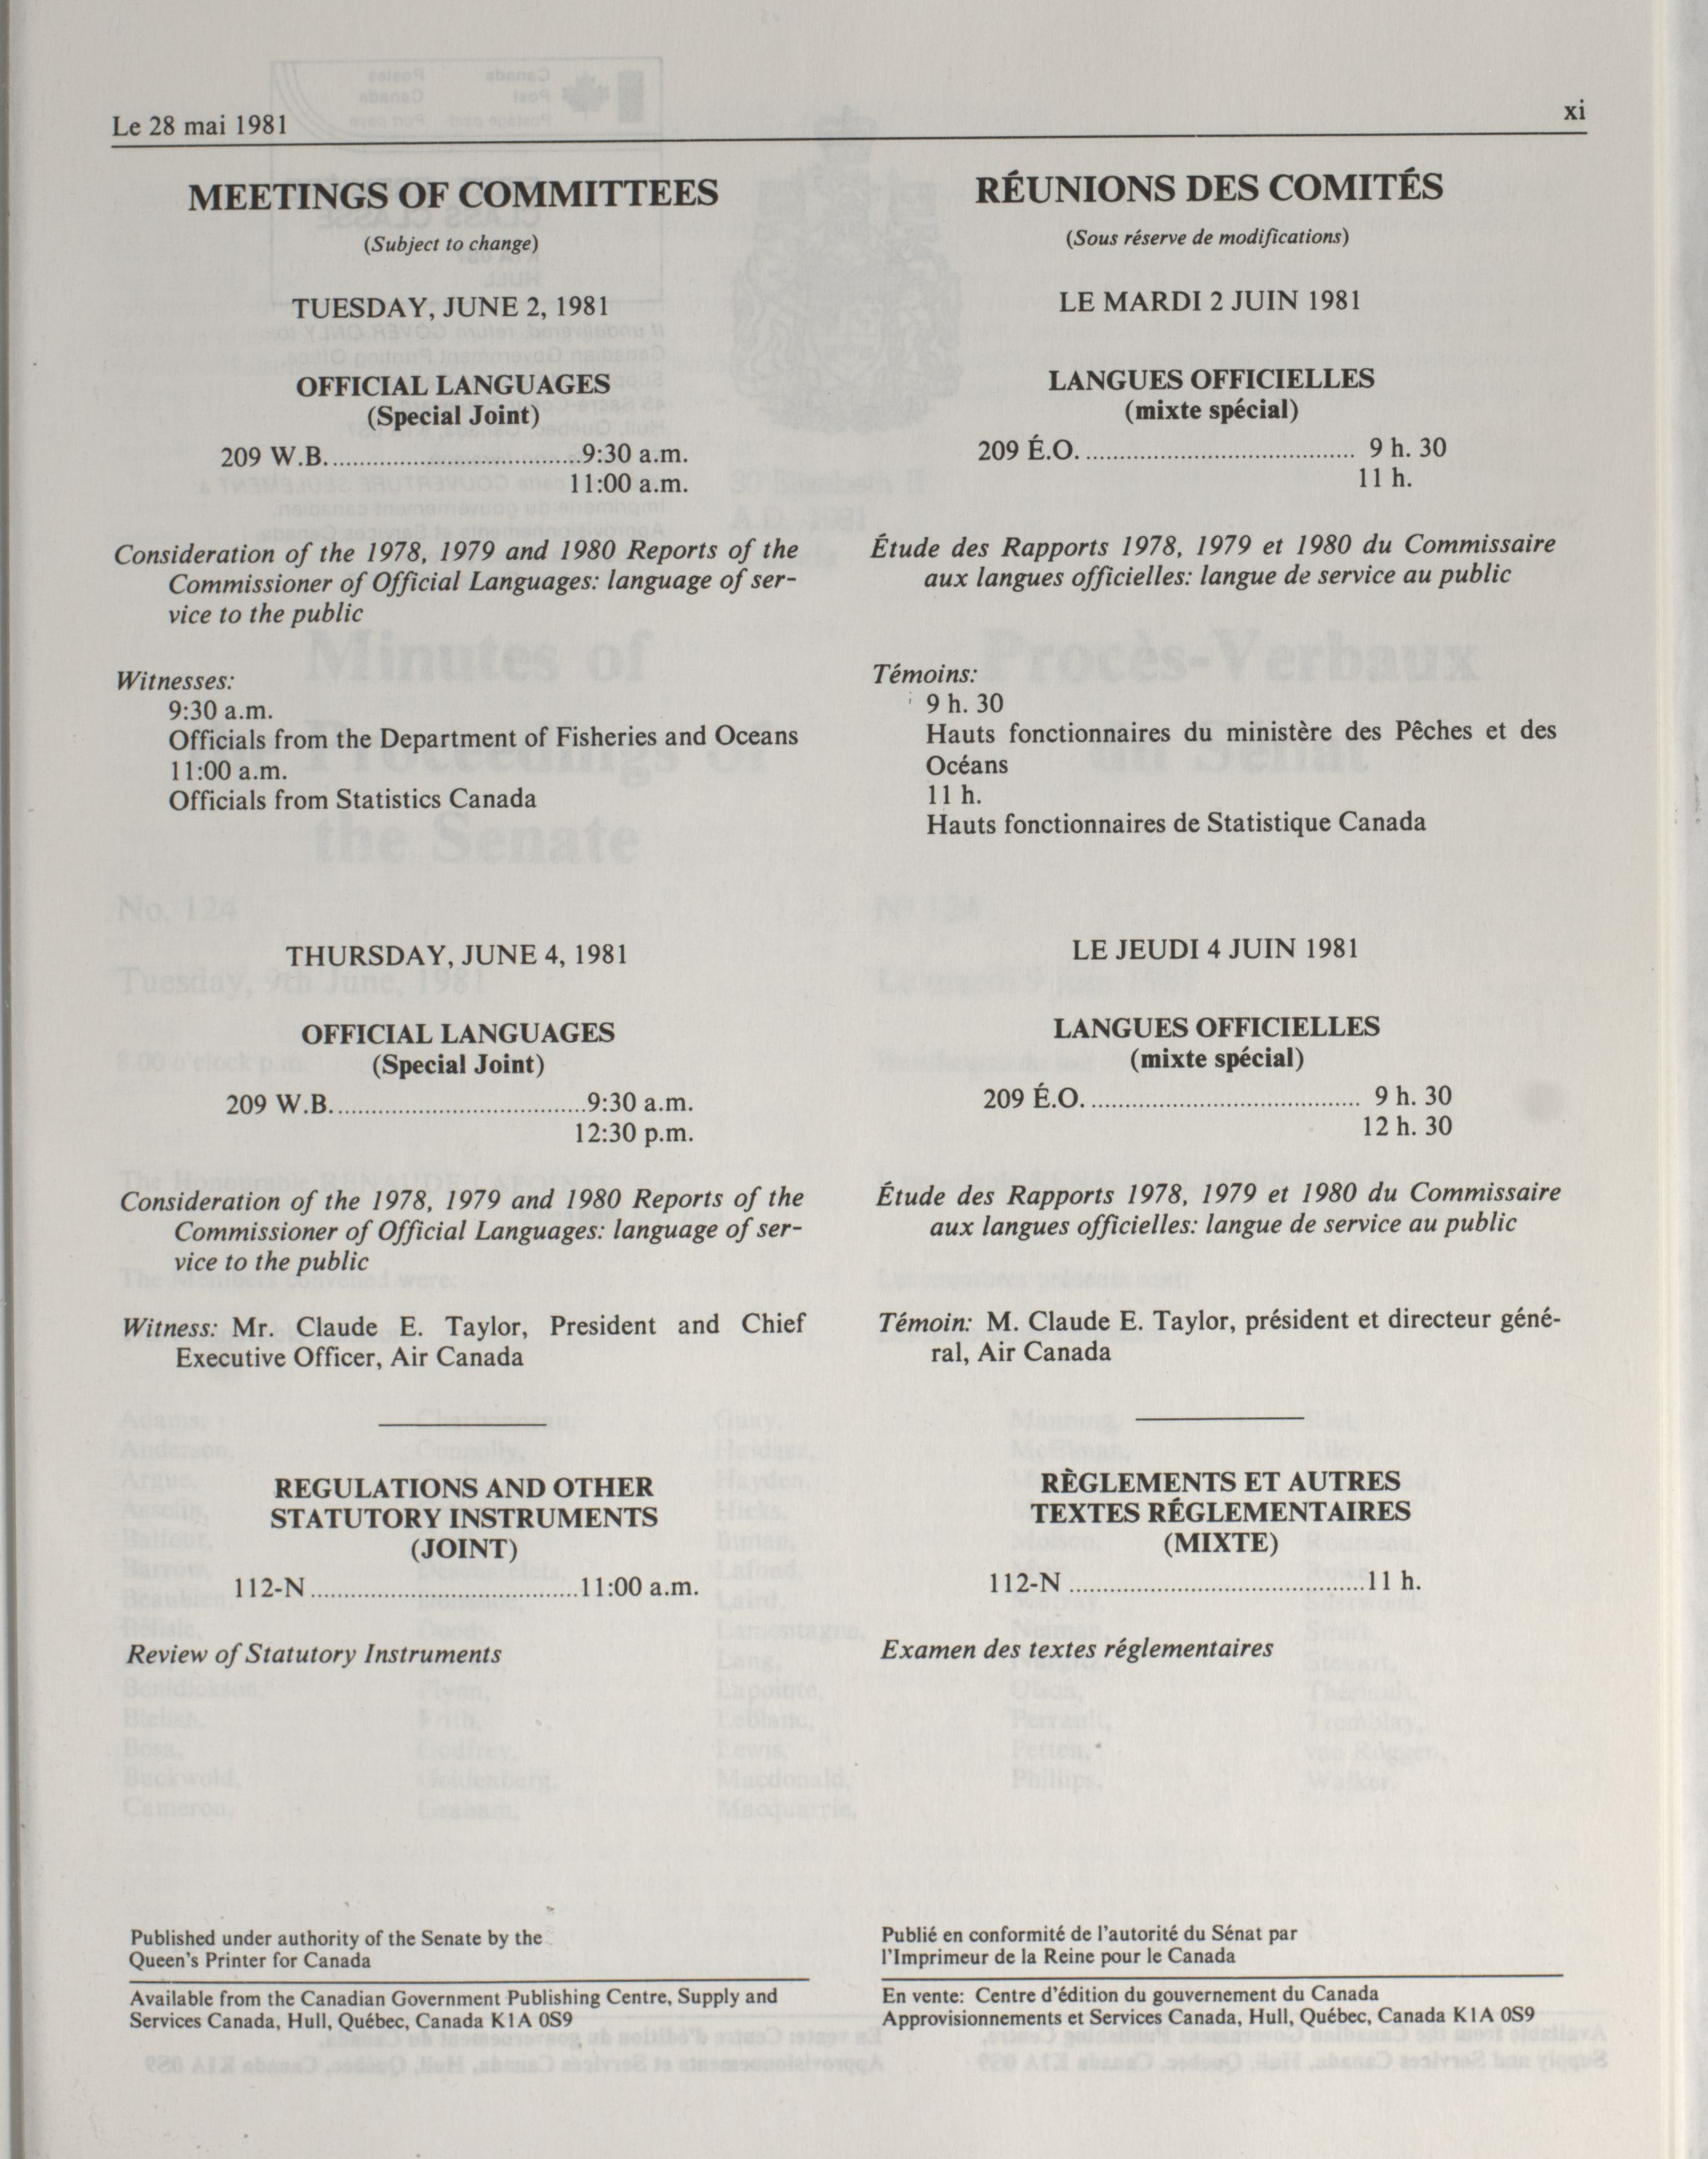 Le 28 mai 1981
xi
MEETINGS OF COMMITTEES
(Subject to change)
TUESDAY, JUNE 2, 1981
OFFICIAL LANGUAGES
(Special Joint)
209 W.B. ......................................9:30 a.m.
11:00 a.m.
Consideration of the 1978, 1979 and 1980 Reports of the
Commissioner of Official Languages: language of ser-
vice to the public
Witnesses:
9:30 a.m.
Officials from the Department of Fisheries and Oceans
11:00 a.m.
Officials from Statistics Canada
THURSDAY, JUNE 4, 1981
OFFICIAL LANGUAGES
(Special Joint)
209 W.B. ......................................9:30 a.m.
12:30 p.m.
Consideration of the 1978, 1979 and 1980 Reports of the
Commissioner of Official Languages: language of ser-
vice to the public
Witness: Mr. Claude E. Taylor, President and Chief
Executive Officer, Air Canada
REGULATIONS AND OTHER
STATUTORY INSTRUMENTS
(JOINT)
112-N ........................................11:00 a.m.
Review of Statutory Instruments
Published under authority of the Senate by the
Queen's Printer for Canada
Available from the Canadian Government Publishing Centre, Supply and
Services Canada, Hull, Québec, Canada K1A 0S9
RÉUNIONS DES COMITÉS
(Sous réserve de modifications)
LE MARDI 2 JUIN 1981
LANGUES OFFICIELLES
(mixte spécial)
209 É.O. ........................................ 9 h. 30
11 h.
Étude des Rapports 1978, 1979 et 1980 du Commissaire
aux langues officielles: langue de service au public
Témoins:
9 h. 30
Hauts fonctionnaires du ministère des Pêches et des
Océans
11 h.
Hauts fonctionnaires de Statistique Canada
LE JEUDI 4 JUIN 1981
LANGUES OFFICIELLES
(mixte spécial)
209 É.O. ........................................ 9 h. 30
12 h. 30
Étude des Rapports 1978, 1979 et 1980 du Commissaire
aux langues officielles: langue de service au public
Témoin: M. Claude E. Taylor, président et directeur géné-
ral, Air Canada
RÈGLEMENTS ET AUTRES
TEXTES RÉGLEMENTAIRES
(MIXTE)
112-N ............................................11 h.
Examen des textes réglementaires
Publié en conformité de l'autorité du Sénat par
l'Imprimeur de la Reine pour le Canada
En vente: Centre d'édition du gouvernement du Canada
Approvisionnements et Services Canada, Hull, Québec, Canada K1A 0S9